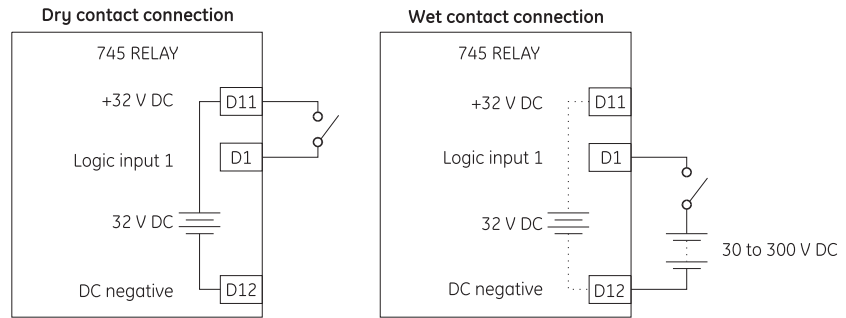 Dry contact connection
745 RELAY
+32 V DC
D11
Logic input 1
D1
32 V DC
DC negative
D12
Wet contact connection
745 RELAY
+32 V DC
D11
Logic input 1
D1
32 V DC
30 to 300 V DC
DC negative
D12